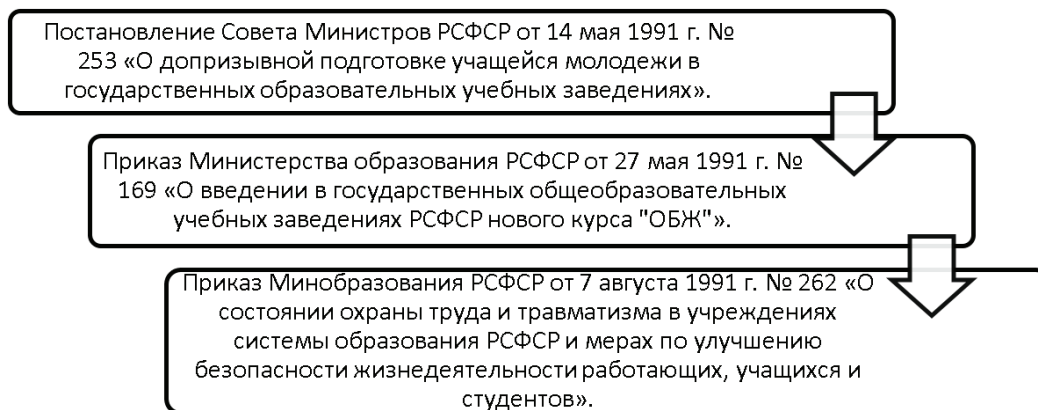 Постановление Совета Министров РСФСР от 14 мая 1991 г. №
253 «О допризывной подготовке учащейся молодежи в
государственных образовательных учебных заведениях».
Приказ Министерства образования РСФСР от 27 мая 1991 г. №
169 «О введении в государственных общеобразовательных
учебных заведениях РСФСР нового курса "ОБЖ"».
Приказ Минобразования РСФСР от 7 августа 1991 г. № 262 «О
состоянии охраны труда и травматизма в учреждениях
системы образования РСФСР и мерах по улучшению
безопасности жизнедеятельности работающих, учащихся и
студентов».